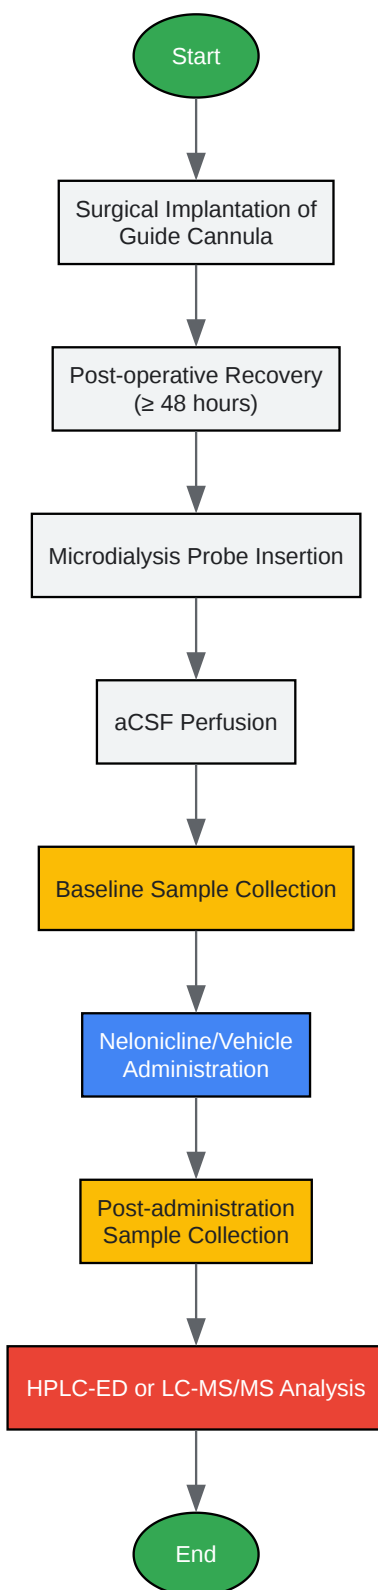 Start
Surgical Implantation of
Guide Cannula
Post-operative Recovery
(≥ 48 hours)
Microdialysis Probe Insertion
aCSF Perfusion
Baseline Sample Collection
Nelonicline/Vehicle
Administration
Post-administration
Sample Collection
HPLC-ED or LC-MS/MS Analysis
End